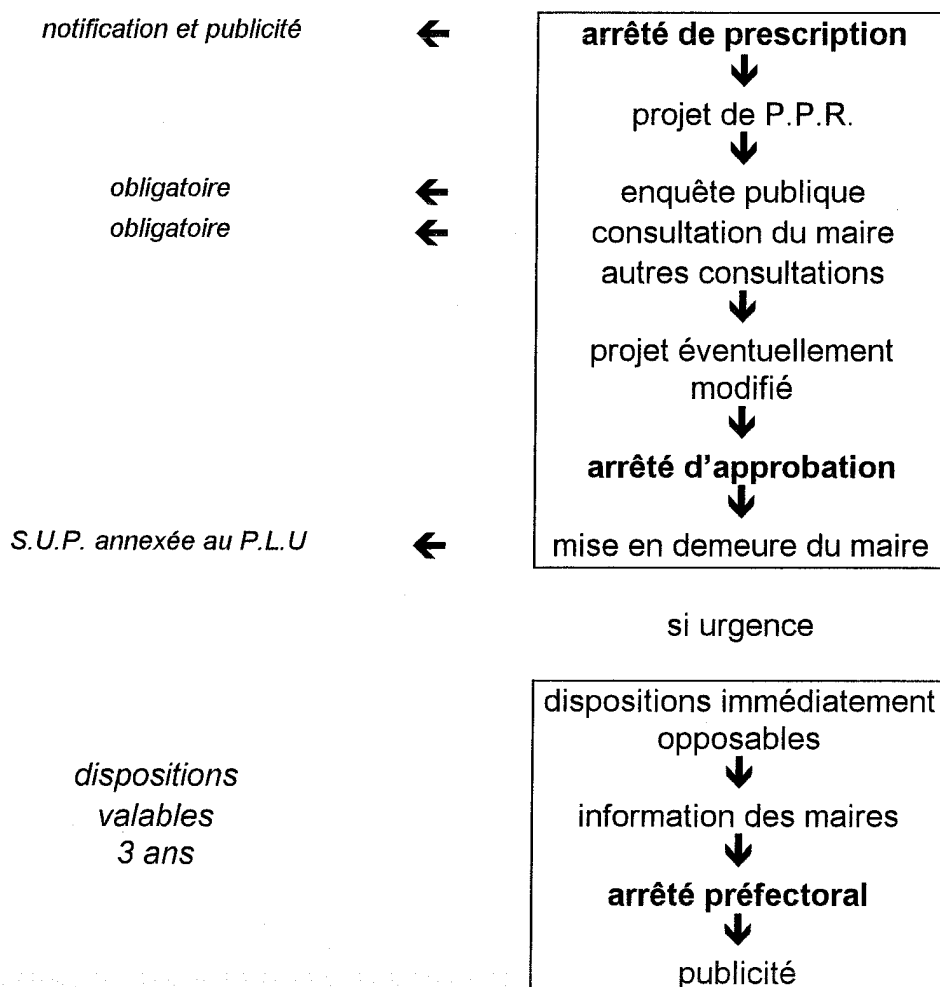 notification et publicité
arrêté de prescription
projet de P.P.R.
obligatoire
enquête publique
obligatoire
consultation du maire
autres consultations
projet éventuellement
modifié
arrêté d'approbation
S.U.P. annexée au P.L.U
mise en demeure du maire
si urgence
dispositions immédiatement
opposables
dispositions
valables
3 ans
information des maires
arrêté préfectoral
publicité